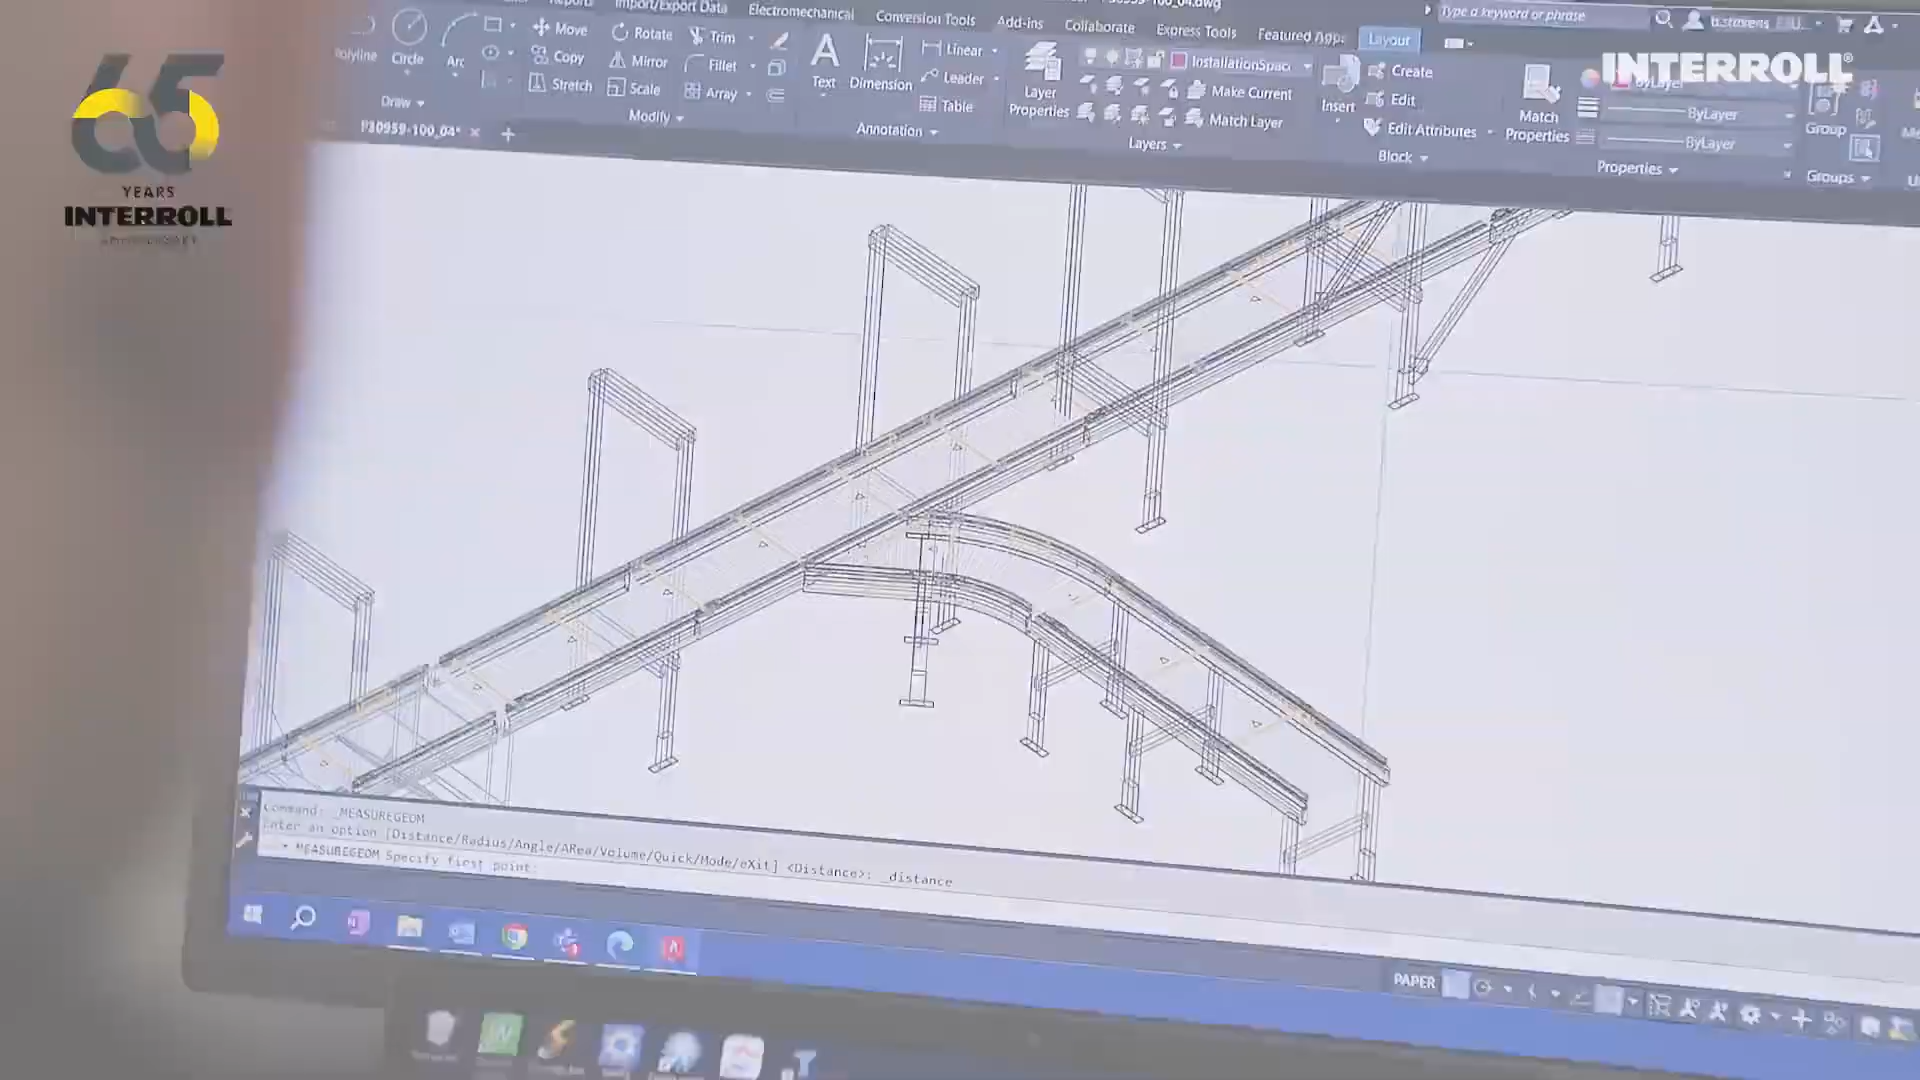 YEARS
INTERROLL
INTERROLL
Import/Export Data
Electromechanical
Conversion Tools
Add-ins
Collaborate
Express Tools
Featured Apps
Layout
Type a keyword or phrase
Polyline
Circle
Arc
Draw
Move
Copy
Stretch
Rotate
Mirror
Scale
Trim
Fillet
Array
Modify
Text
Dimension
Linear
Leader
Table
Annotation
Layer
Properties
InstallationSpac
Make Current
Match Layer
Layers
Insert
Create
Edit
Edit Attributes
Block
Match
Properties
ByLayer
ByLayer
ByLayer
Properties
Group
Groups
P30959-100_04*
Command: _MEASUREGEOM
Enter an option [Distance/Radius/Angle/ARea/Volume/Quick/Mode/eXit] <Distance>: _distance
MEASUREGEOM Specify first point:
PAPER